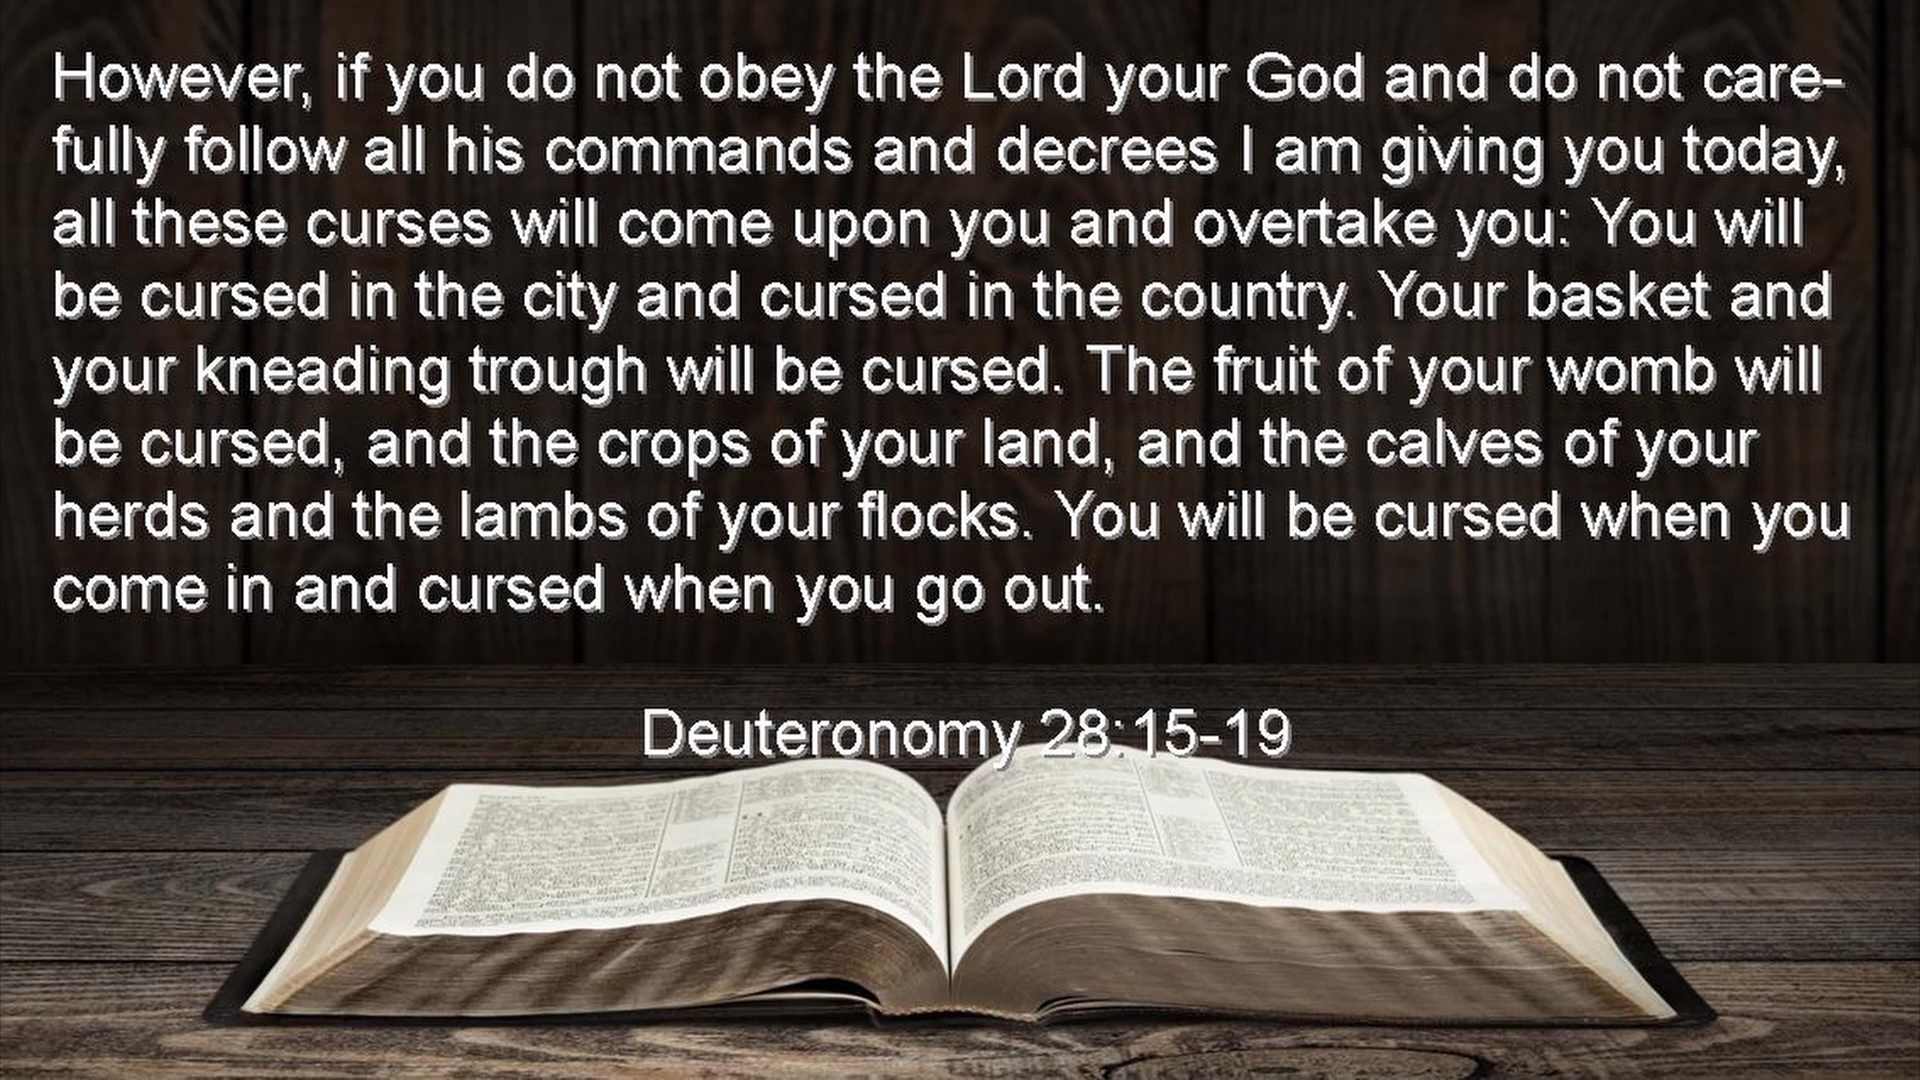 However, if you do not obey the Lord your God and do not care-
fully follow all his commands and decrees I am giving you today,
all these curses will come upon you and overtake you: You will
be cursed in the city and cursed in the country. Your basket and
your kneading trough will be cursed. The fruit of your womb will
be cursed, and the crops of your land, and the calves of your
herds and the lambs of your flocks. You will be cursed when you
come in and cursed when you go out.
Deuteronomy 28:15-19